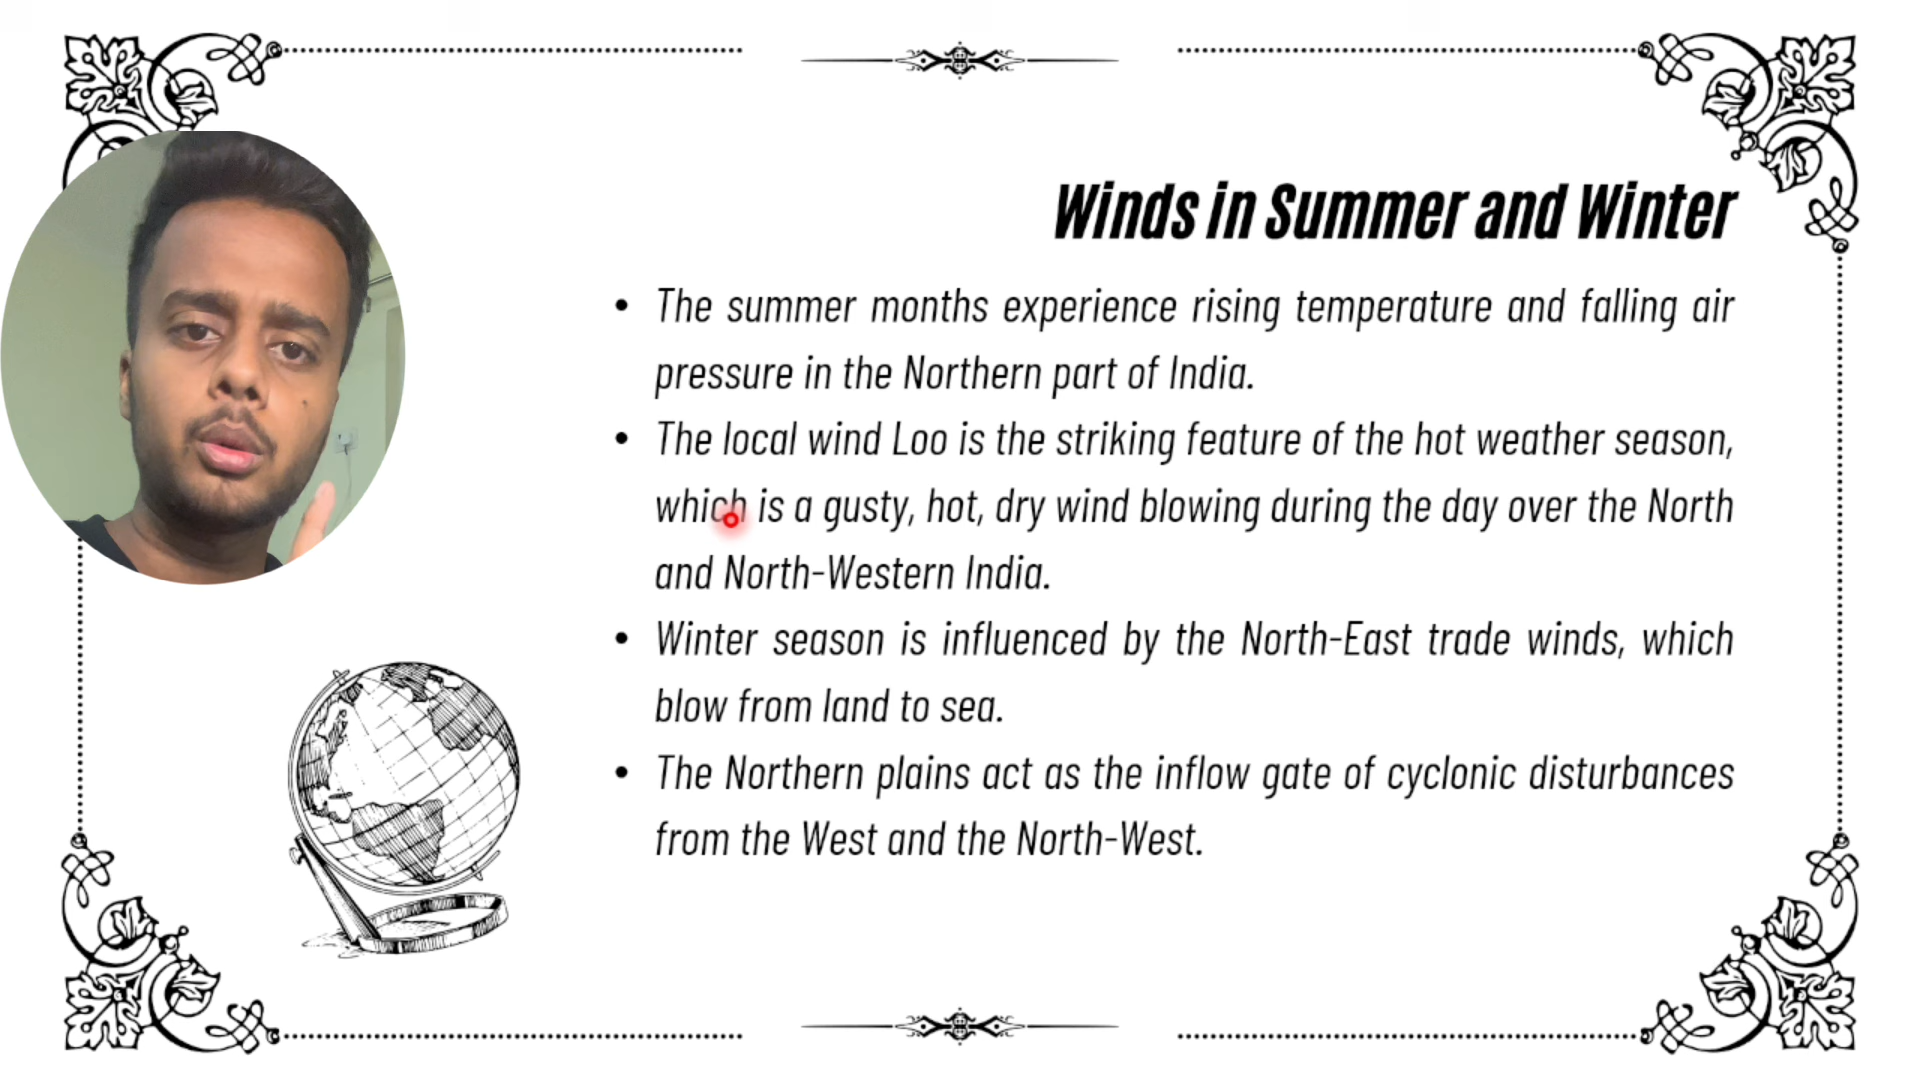 Winds in Summer and Winter
• The summer months experience rising temperature and falling air
pressure in the Northern part of India.
• The local wind Loo is the striking feature of the hot weather season,
which is a gusty, hot, dry wind blowing during the day over the North
and North-Western India.
• Winter season is influenced by the North-East trade winds, which
blow from land to sea.
• The Northern plains act as the inflow gate of cyclonic disturbances
from the West and the North-West.